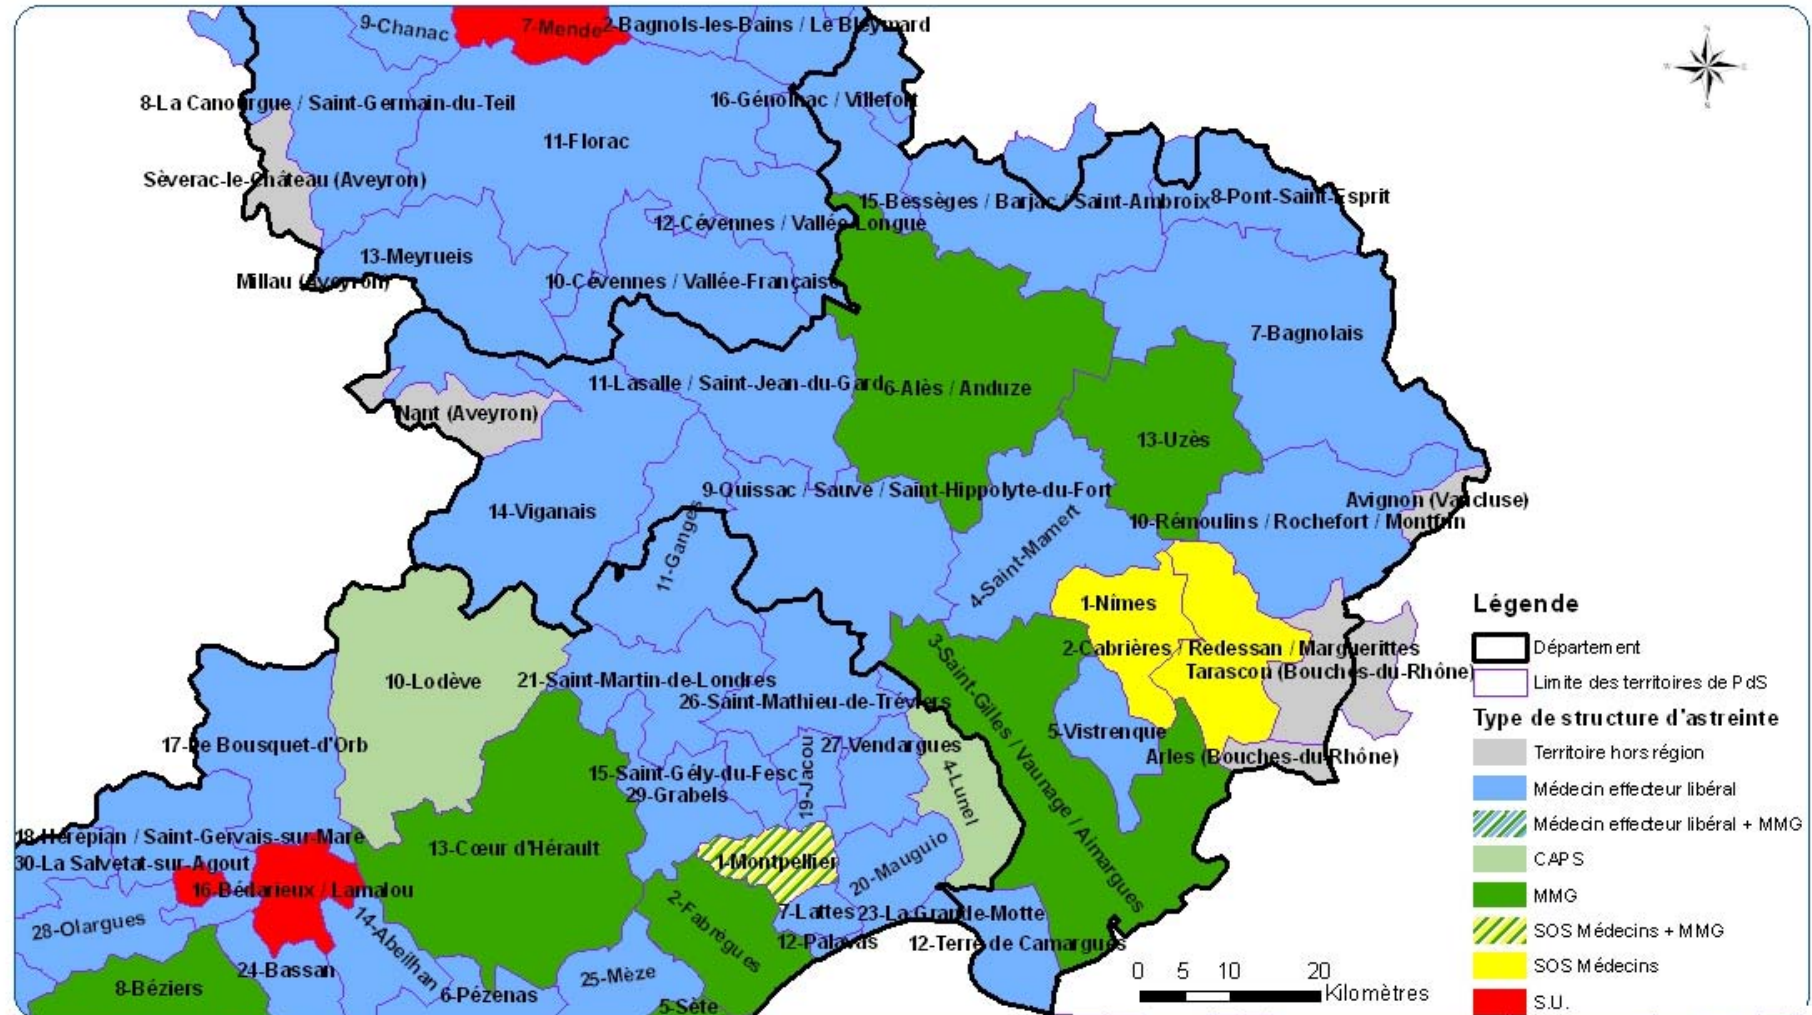 9-Chanac
7-Mende
2-Bagnols-les-Bains / Le Bleymard
N
W
E
S
8-La Canourgue / Saint-Germain-du-Teil
16-Génolhac / Villefort
11-Florac
Sèverac-le-Château (Aveyron)
15-Bessèges / Barjac / Saint-Ambroix
8-Pont-Saint-Esprit
12-Cévennes / Vallée-Longue
13-Meyrueis
Millau (Aveyron)
10-Cévennes / Vallée-Française
7-Bagnolais
11-Lasalle / Saint-Jean-du-Gard
6-Alès / Anduze
Nant (Aveyron)
13-Uzès
9-Quissac / Sauve / Saint-Hippolyte-du-Fort
Avignon (Vaucluse)
14-Viganais
10-Rémoulins / Rochefort / Montfrin
11-Ganges
4-Saint-Mamert
1-Nîmes
2-Cabrières / Redessan / Marguerittes
Tarascon (Bouches-du-Rhône)
10-Lodève
21-Saint-Martin-de-Londres
26-Saint-Mathieu-de-Tréviers
3-Saint-Gilles / Vaunage / Aimargues
5-Vistrenque
17-Le Bousquet-d'Orb
27-Vendargues
Arles (Bouches-du-Rhône)
15-Saint-Gély-du-Fesc
19-Jacou
4-Lunel
29-Grabels
18-Hérépian / Saint-Gervais-sur-Mare
13-Cœur d'Hérault
30-La Salvetat-sur-Agout
1-Montpellier
20-Mauguio
16-Bédarieux / Lamalou
28-Olargues
14-Abeilhan
2-Fabrègues
7-Lattes
23-La Grande-Motte
12-Palavas
12-Terre de Camargues
24-Bassan
25-Mèze
8-Béziers
6-Pézenas
5-Sète
0 5 10 20
Kilomètres
Légende
Département
Limite des territoires de PdS
Type de structure d'astreinte
Territoire hors région
Médecin effecteur libéral
Médecin effecteur libéral + MMG
CAPS
MMG
SOS Médecins + MMG
SOS Médecins
S.U.